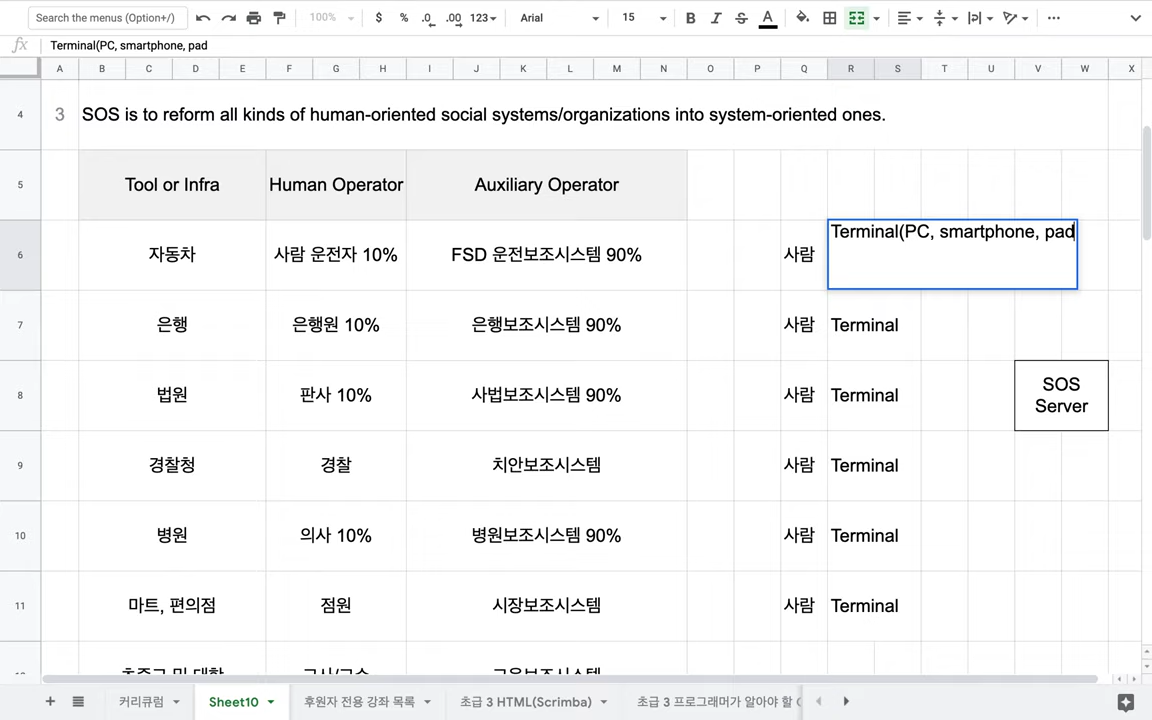 Search the menus (Option+/)
100%
$ % .0 .00 123
Arial
15
B I S A
fx Terminal(PC, smartphone, pad
A B C D E F G H I J K L M N O P Q R S T U V W X
4 3 SOS is to reform all kinds of human-oriented social systems/organizations into system-oriented ones.
5 Tool or Infra Human Operator Auxiliary Operator
6 자동차 사람 운전자 10% FSD 운전보조시스템 90% 사람 Terminal(PC, smartphone, pad
7 은행 은행원 10% 은행보조시스템 90% 사람 Terminal
8 법원 판사 10% 사법보조시스템 90% 사람 Terminal SOS
Server
9 경찰청 경찰 치안보조시스템 사람 Terminal
10 병원 의사 10% 병원보조시스템 90% 사람 Terminal
11 마트, 편의점 점원 시장보조시스템 사람 Terminal
커리큐럼 Sheet10 후원자 전용 강좌 목록 초급 3 HTML(Scrimba) 초급 3 프로그래머가 알아야 할